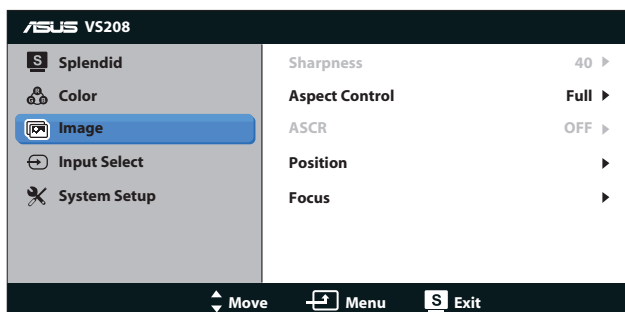 ASUS VS208
S Splendid
Color
Image
Input Select
System Setup
Sharpness 40
Aspect Control Full
ASCR OFF
Position
Focus
Move Menu S Exit